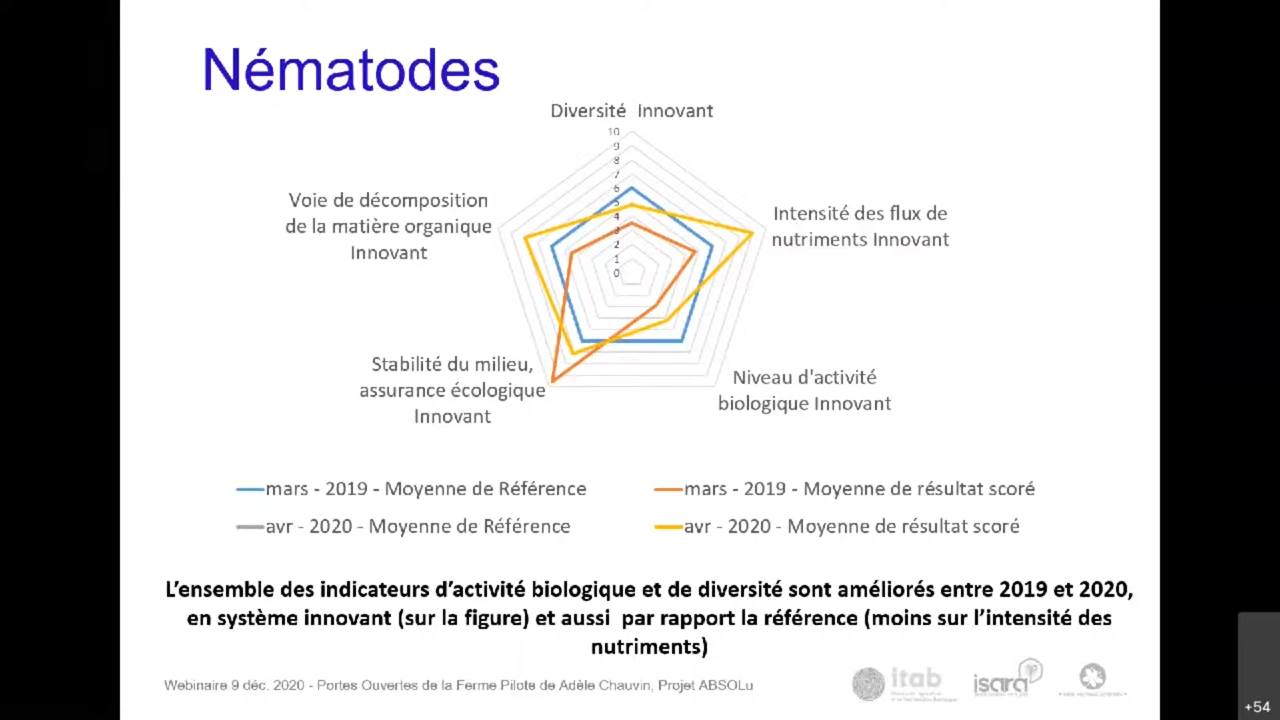 Nématodes
Diversité Innovant
10
9
8
7
6
5
4
3
2
1
0
Voie de décomposition
de la matière organique
Innovant
Intensité des flux de
nutriments Innovant
Stabilité du milieu,
assurance écologique
Innovant
Niveau d'activité
biologique Innovant
mars - 2019 - Moyenne de Référence
mars - 2019 - Moyenne de résultat scoré
avr - 2020 - Moyenne de Référence
avr - 2020 - Moyenne de résultat scoré
L'ensemble des indicateurs d'activité biologique et de diversité sont améliorés entre 2019 et 2020,
en système innovant (sur la figure) et aussi par rapport la référence (moins sur l'intensité des
nutriments)
Webinaire 9 déc. 2020 - Portes Ouvertes de la Ferme Pilote de Adèle Chauvin, Projet ABSOLu
itab
isara
+54